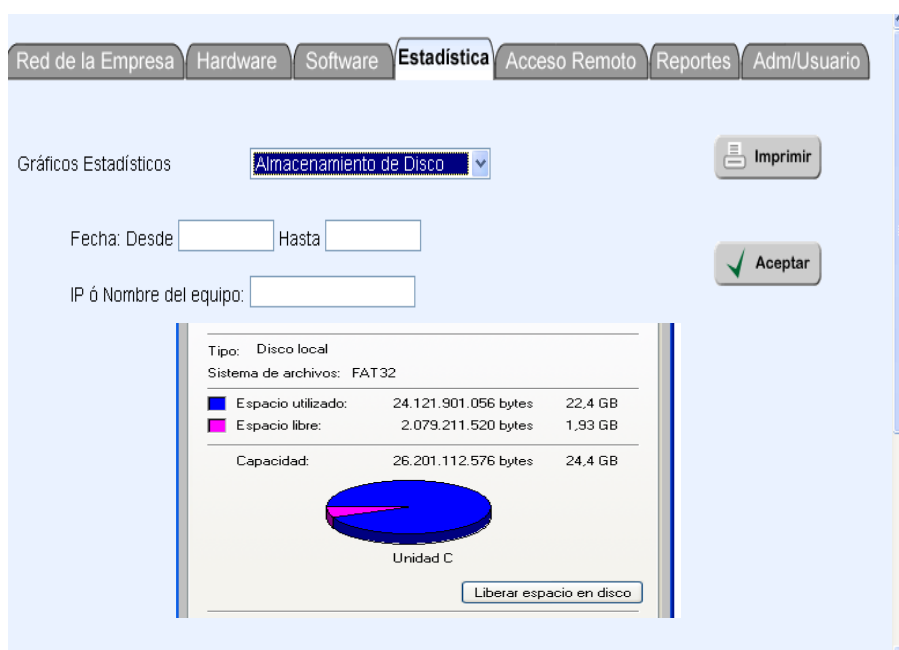 Red de la Empresa Hardware Software Estadística Acceso Remoto Reportes Adm/Usuario
Gráficos Estadísticos Almacenamiento de Disco Imprimir
Fecha: Desde Hasta
Aceptar
IP ó Nombre del equipo:
Tipo: Disco local
Sistema de archivos: FAT32
Espacio utilizado: 24.121.901.056 bytes 22,4 GB
Espacio libre: 2.079.211.520 bytes 1,93 GB
Capacidad: 26.201.112.576 bytes 24,4 GB
Unidad C
Liberar espacio en disco